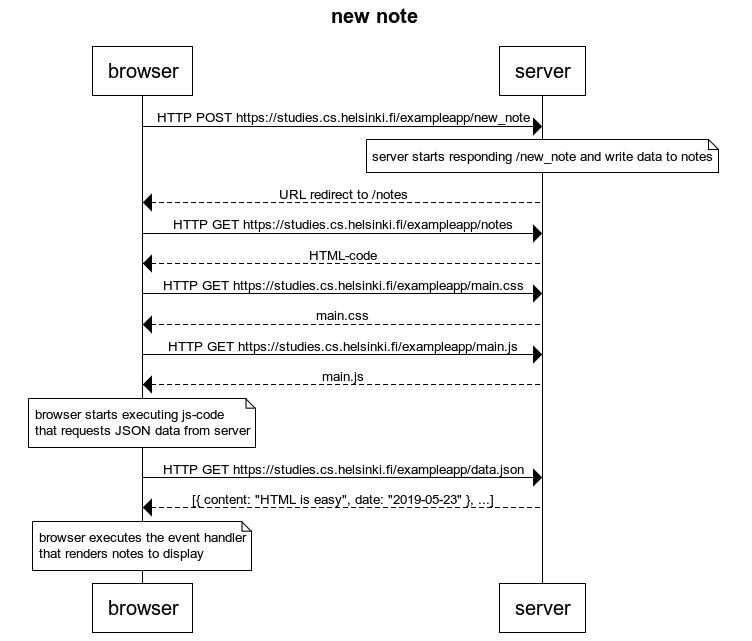 new note
browser
server
HTTP POST https://studies.cs.helsinki.fi/exampleapp/new_note
server starts responding /new_note and write data to notes
URL redirect to /notes
HTTP GET https://studies.cs.helsinki.fi/exampleapp/notes
HTML-code
HTTP GET https://studies.cs.helsinki.fi/exampleapp/main.css
main.css
HTTP GET https://studies.cs.helsinki.fi/exampleapp/main.js
main.js
browser starts executing js-code
that requests JSON data from server
HTTP GET https://studies.cs.helsinki.fi/exampleapp/data.json
[{ content: "HTML is easy", date: "2019-05-23" }, ...]
browser executes the event handler
that renders notes to display
browser
server